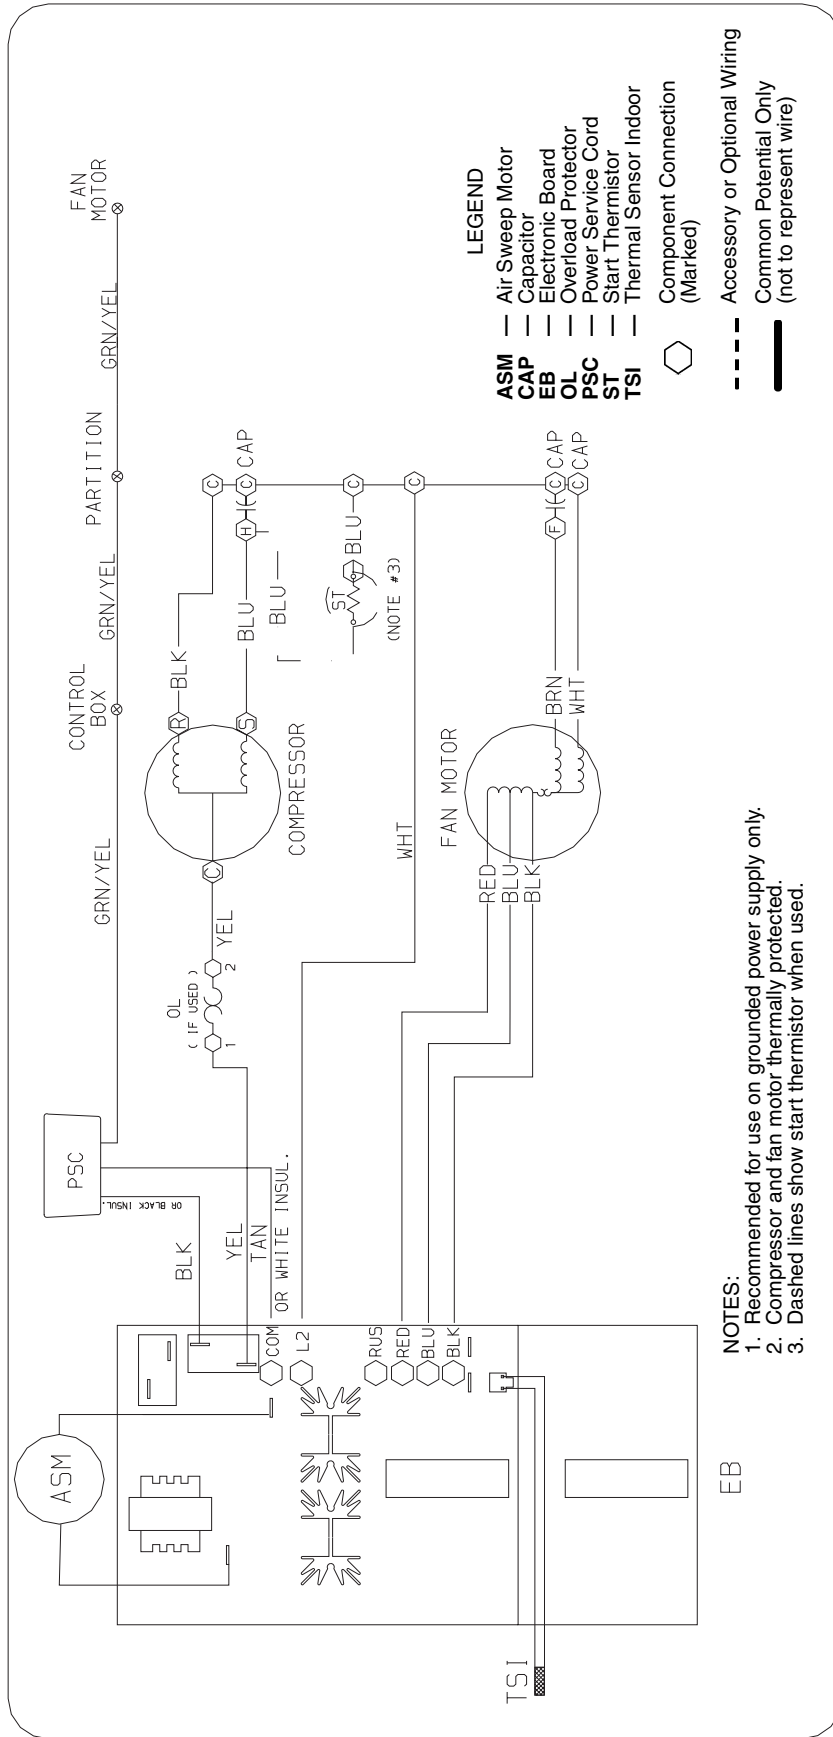 FAN
MOTOR
GRN/YEL
PARTITION
GRN/YEL
CONTROL
BOX
GRN/YEL
PSC
OR BLACK INSUL.
BLK
YEL
TAN
OR WHITE INSUL.
OL
( IF USED )
1
2
YEL
C
R
S
COMPRESSOR
BLK
BLU
H
C
C
CAP
BLU
ST
BLU
C
(NOTE #3)
WHT
C
FAN MOTOR
RED
BLU
BLK
BRN
WHT
F
C
CAP
C
CAP
ASM
COM
L2
RUS
RED
BLU
BLK
TSI
EB
LEGEND
ASM — Air Sweep Motor
CAP — Capacitor
EB — Electronic Board
OL — Overload Protector
PSC — Power Service Cord
ST — Start Thermistor
TSI — Thermal Sensor Indoor
Component Connection
(Marked)
Accessory or Optional Wiring
Common Potential Only
(not to represent wire)
NOTES:
1. Recommended for use on grounded power supply only.
2. Compressor and fan motor thermally protected.
3. Dashed lines show start thermistor when used.